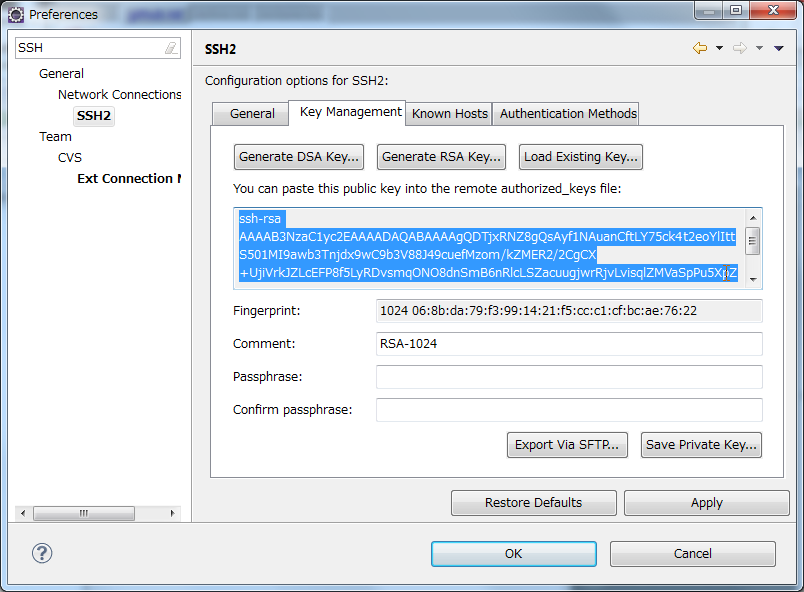 Preferences
SSH
General
Network Connections
SSH2
Team
CVS
Ext Connection
SSH2
Configuration options for SSH2:
General Key Management Known Hosts Authentication Methods
Generate DSA Key... Generate RSA Key... Load Existing Key...
You can paste this public key into the remote authorized_keys file:
ssh-rsa
AAAAB3NzaC1yc2EAAAADAQABAAAAgQDTjxRNZ8gQsAyf1NAuanCftLY75ck4t2eoYlItt
S501MI9awb3Tnjdx9wC9b3V88J49cuefMzom/kZMER2/2CgCX
+UjiVrkJZLcEFP8f5LyRDvsmqONO8dnSmB6nRlcLSZacuugjwrRjvLvisqlZMVaSpPu5XpZ
Fingerprint: 1024 06:8b:da:79:f3:99:14:21:f5:cc:c1:cf:bc:ae:76:22
Comment: RSA-1024
Passphrase:
Confirm passphrase:
Export Via SFTP... Save Private Key...
Restore Defaults Apply
OK Cancel